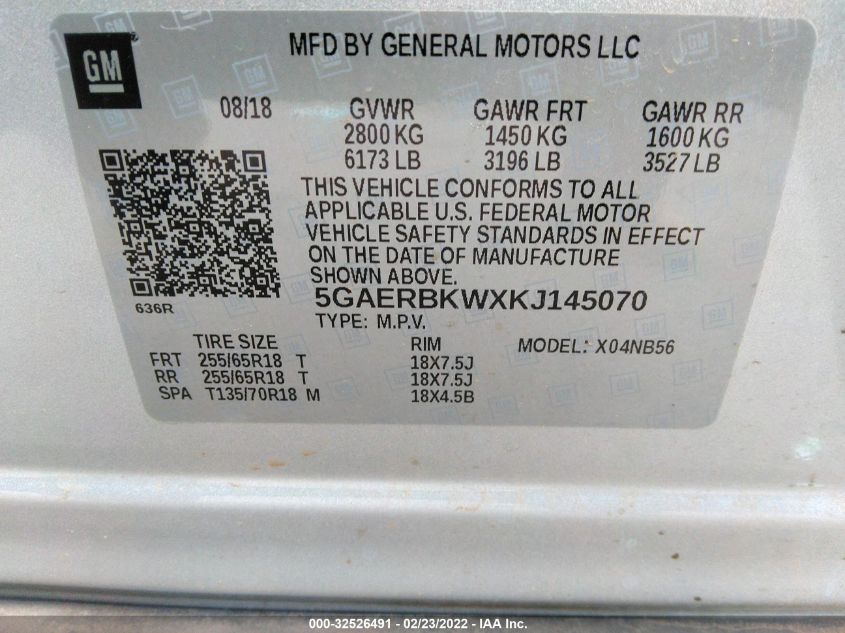 GM
MFD BY GENERAL MOTORS LLC
08/18 GVWR GAWR FRT GAWR RR
2800 KG 1450 KG 1600 KG
6173 LB 3196 LB 3527 LB
THIS VEHICLE CONFORMS TO ALL
APPLICABLE U.S. FEDERAL MOTOR
VEHICLE SAFETY STANDARDS IN EFFECT
ON THE DATE OF MANUFACTURE
SHOWN ABOVE.
636R
5GAERBKWXKJ145070
TYPE: M.P.V.
TIRE SIZE RIM MODEL: X04NB56
FRT 255/65R18 T 18X7.5J
RR 255/65R18 T 18X7.5J
SPA T135/70R18 M 18X4.5B
000-32526491 - 02/23/2022 - www.iaai.com